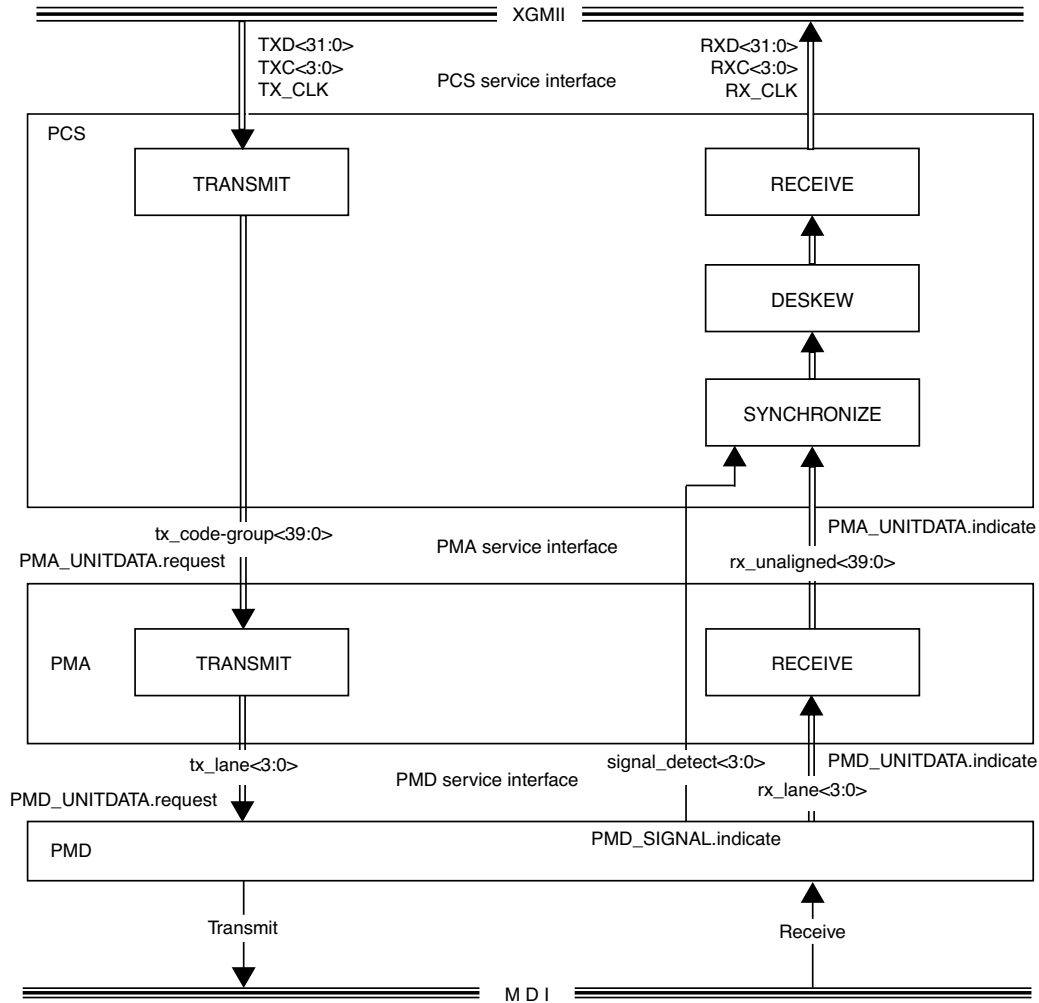 XGMII
TXD<31:0>
TXC<3:0>
TX_CLK
PCS service interface
RXD<31:0>
RXC<3:0>
RX_CLK
PCS
TRANSMIT
RECEIVE
DESKEW
SYNCHRONIZE
tx_code-group<39:0>
PMA_UNITDATA.request
PMA service interface
PMA_UNITDATA.indicate
rx_unaligned<39:0>
PMA
TRANSMIT
RECEIVE
tx_lane<3:0>
PMD_UNITDATA.request
PMD service interface
signal_detect<3:0>
PMD_UNITDATA.indicate
rx_lane<3:0>
PMD
PMD_SIGNAL.indicate
Transmit
Receive
M D I